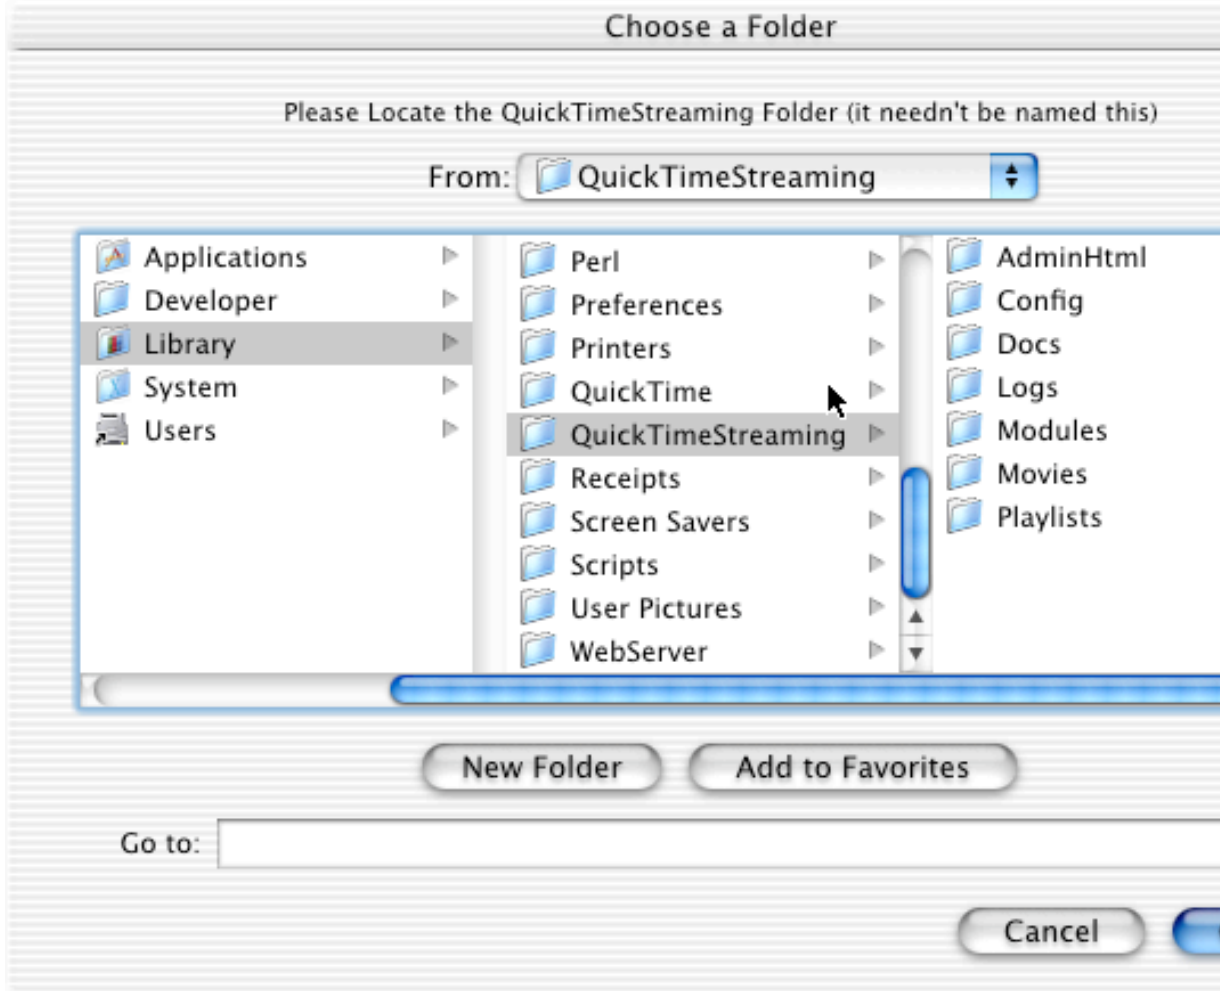 Choose a Folder
Please Locate the QuickTimeStreaming Folder (it needn't be named this)
From: QuickTimeStreaming
Applications
Developer
Library
System
Users
Perl
Preferences
Printers
QuickTime
QuickTimeStreaming
Receipts
Screen Savers
Scripts
User Pictures
WebServer
AdminHtml
Config
Docs
Logs
Modules
Movies
Playlists
New Folder
Add to Favorites
Go to:
Cancel